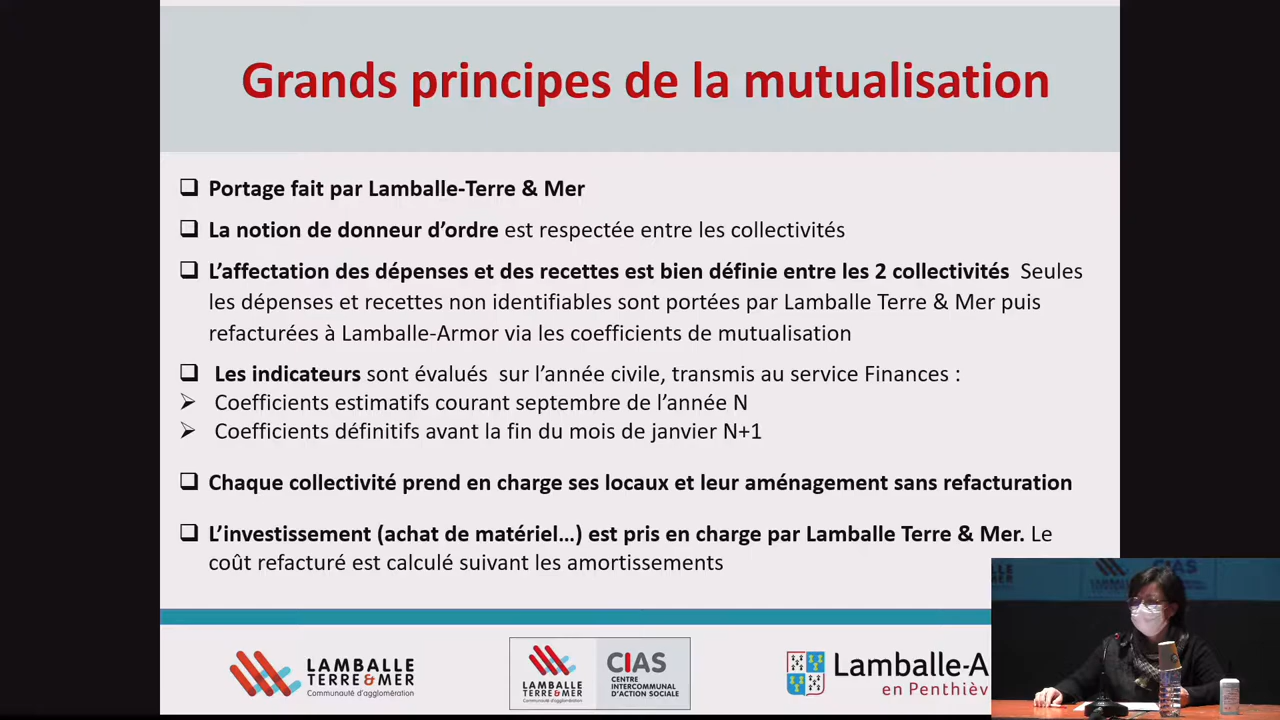 Grands principes de la mutualisation
❑ Portage fait par Lamballe-Terre & Mer
❑ La notion de donneur d’ordre est respectée entre les collectivités
❑ L’affectation des dépenses et des recettes est bien définie entre les 2 collectivités Seules
les dépenses et recettes non identifiables sont portées par Lamballe Terre & Mer puis
refacturées à Lamballe-Armor via les coefficients de mutualisation
❑ Les indicateurs sont évalués sur l’année civile, transmis au service Finances :
➢ Coefficients estimatifs courant septembre de l’année N
➢ Coefficients définitifs avant la fin du mois de janvier N+1
❑ Chaque collectivité prend en charge ses locaux et leur aménagement sans refacturation
❑ L’investissement (achat de matériel…) est pris en charge par Lamballe Terre & Mer. Le
coût refacturé est calculé suivant les amortissements
LAMBALLE
TERRE & MER
Communauté d'agglomération
LAMBALLE
TERRE & MER
Communauté d'agglomération
CIAS
CENTRE
INTERCOMMUNAL
D'ACTION SOCIALE
Lamballe-A
en Penthièv
LAMBALLE
& MER
CIAS